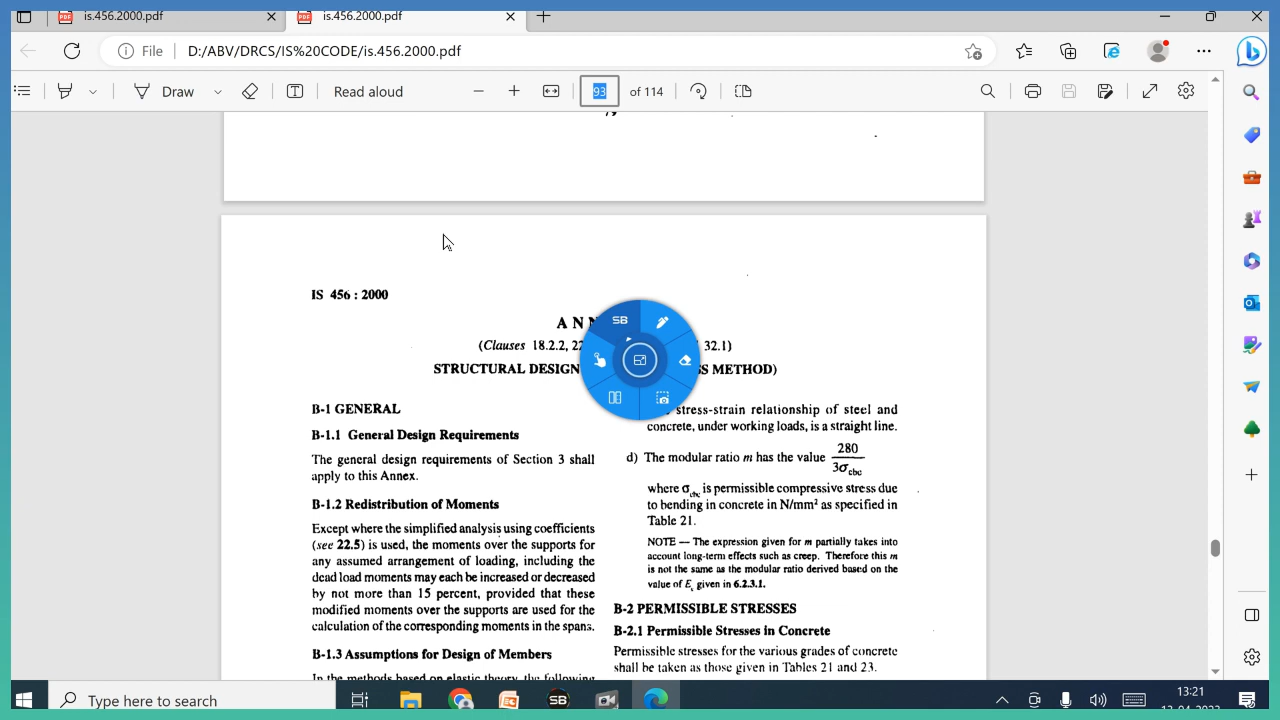 is.456.2000.pdf
is.456.2000.pdf
File
D:/ABV/DRCS/IS%20CODE/is.456.2000.pdf
Draw
Read aloud
93
of 114
IS 456 : 2000
(Clauses 18.2.2, 32.1)
STRUCTURAL DESIGN METHOD)
B-1 GENERAL
B-1.1 General Design Requirements
The general design requirements of Section 3 shall
apply to this Annex.
B-1.2 Redistribution of Moments
Except where the simplified analysis using coefficients
(see 22.5) is used, the moments over the supports for
any assumed arrangement of loading, including the
dead load moments may each be increased or decreased
by not more than 15 percent, provided that these
modified moments over the supports are used for the
calculation of the corresponding moments in the spans.
B-1.3 Assumptions for Design of Members
In the methods based on elastic theory, the following
stress-strain relationship of steel and
concrete, under working loads, is a straight line.
d) The modular ratio m has the value 280
3σcbc
where σcbc is permissible compressive stress due
to bending in concrete in N/mm² as specified in
Table 21.
NOTE — The expression given for m partially takes into
account long-term effects such as creep. Therefore this m
is not the same as the modular ratio derived based on the
value of Ec given in 6.2.3.1.
B-2 PERMISSIBLE STRESSES
B-2.1 Permissible Stresses in Concrete
Permissible stresses for the various grades of concrete
shall be taken as those given in Tables 21 and 23.
SB
Type here to search
SB
13:21